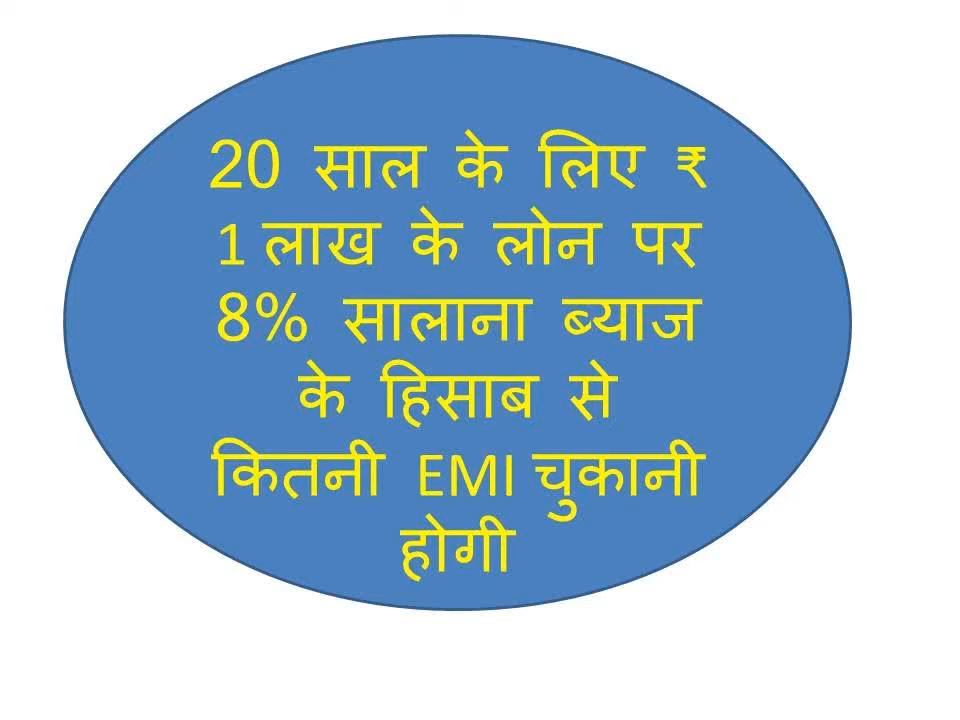 20 साल के लिए ₹
1 लाख के लोन पर
8% सालाना ब्याज
के हिसाब से
कितनी EMI चुकानी
होगी